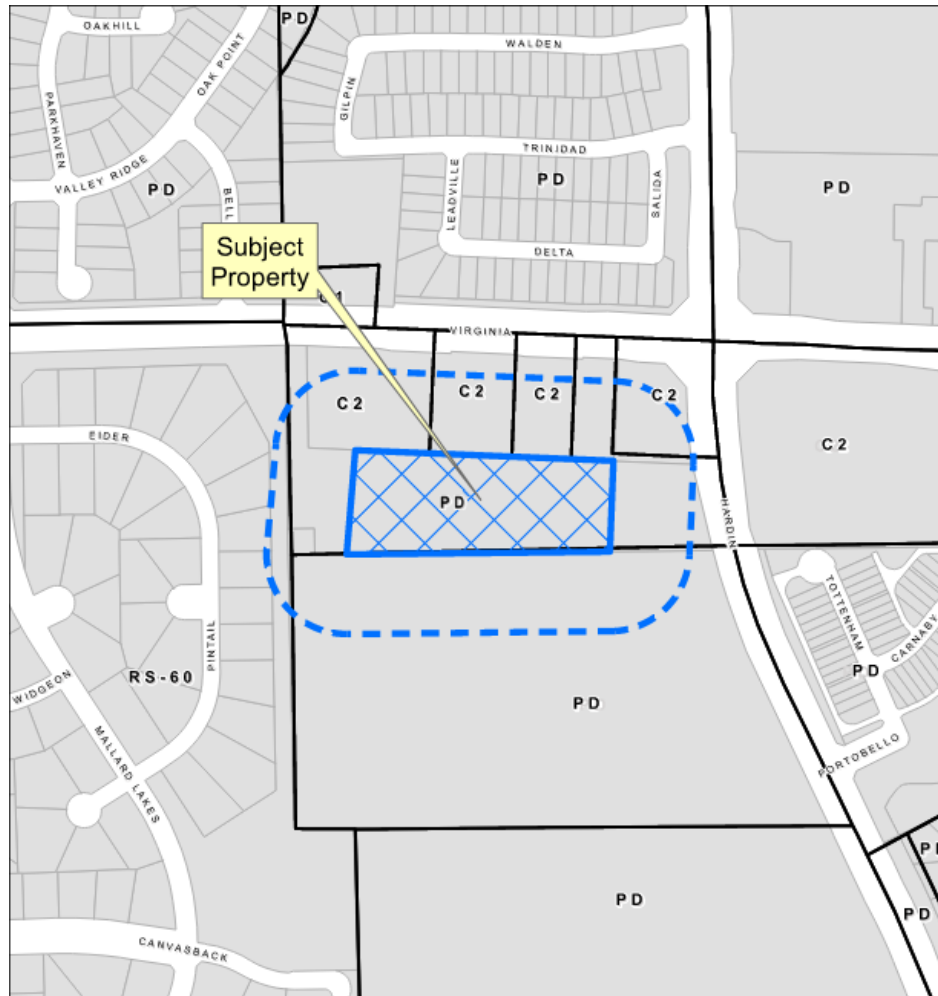 PD
OAKHILL
OAK POINT
WALDEN
GILPIN
PARKHAVEN
TRINIDAD
VALLEY RIDGE
PD
LEADVILLE
PD
SALIDA
PD
BELL
DELTA
Subject
Property
VIRGINIA
C2
C2
C2
C2
C2
EIDER
PD
HARDIN
TOTTENHAM
CARNABY
PINTAIL
RS-60
WIDGEON
PD
PD
MALLARD LAKES
PORTOBELLO
PD
PD
CANVASBACK